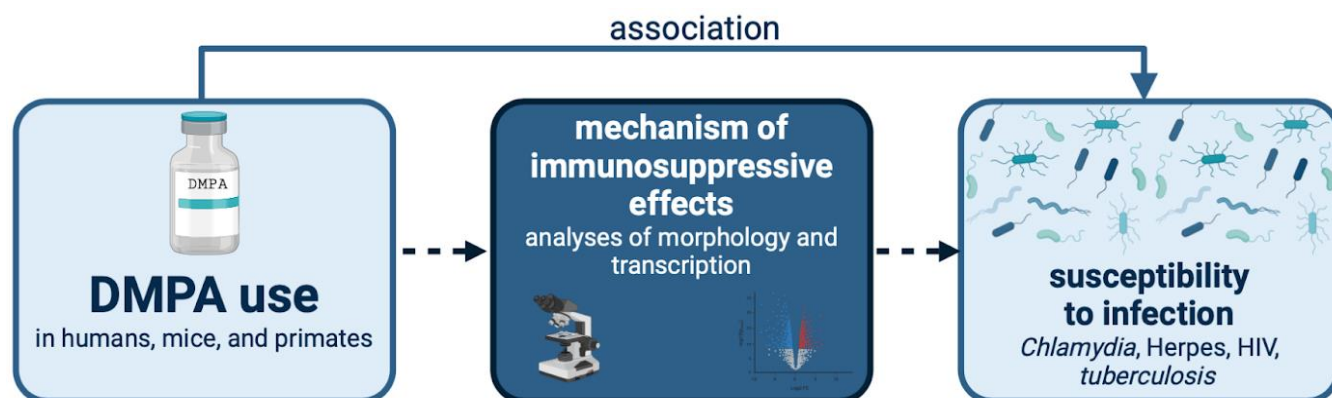 association
DMPA
DMPA use
in humans, mice, and primates
mechanism of
immunosuppressive
effects
analyses of morphology and
transcription
susceptibility
to infection
Chlamydia, Herpes, HIV,
tuberculosis